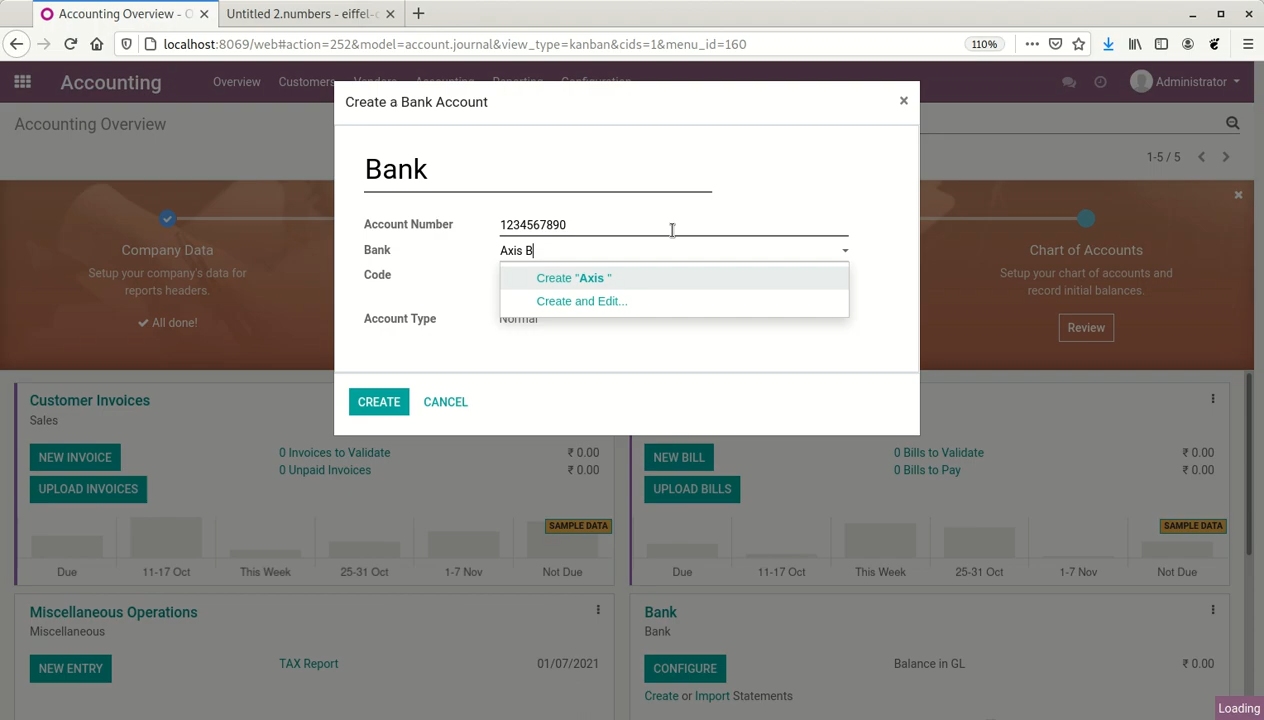 Accounting Overview - O
Untitled 2.numbers - eiffel-c
localhost:8069/web#action=252&model=account.journal&view_type=kanban&cids=1&menu_id=160
110%
Accounting
Overview
Customers
Vendors
Accounting
Reporting
Configuration
Administrator
Create a Bank Account
Accounting Overview
1-5 / 5
Bank
Account Number
1234567890
Bank
Axis B
Create "Axis "
Create and Edit...
Code
Account Type
Normal
CREATE
CANCEL
Company Data
Setup your company's data for
reports headers.
All done!
Chart of Accounts
Setup your chart of accounts and
record initial balances.
Review
Customer Invoices
Sales
NEW INVOICE
UPLOAD INVOICES
0 Invoices to Validate
₹ 0.00
0 Unpaid Invoices
₹ 0.00
SAMPLE DATA
Due
11-17 Oct
This Week
25-31 Oct
1-7 Nov
Not Due
NEW BILL
UPLOAD BILLS
0 Bills to Validate
₹ 0.00
0 Bills to Pay
₹ 0.00
SAMPLE DATA
Due
11-17 Oct
This Week
25-31 Oct
1-7 Nov
Not Due
Miscellaneous Operations
Miscellaneous
NEW ENTRY
TAX Report
01/07/2021
Bank
Bank
CONFIGURE
Balance in GL
₹ 0.00
Create or Import Statements
Loading